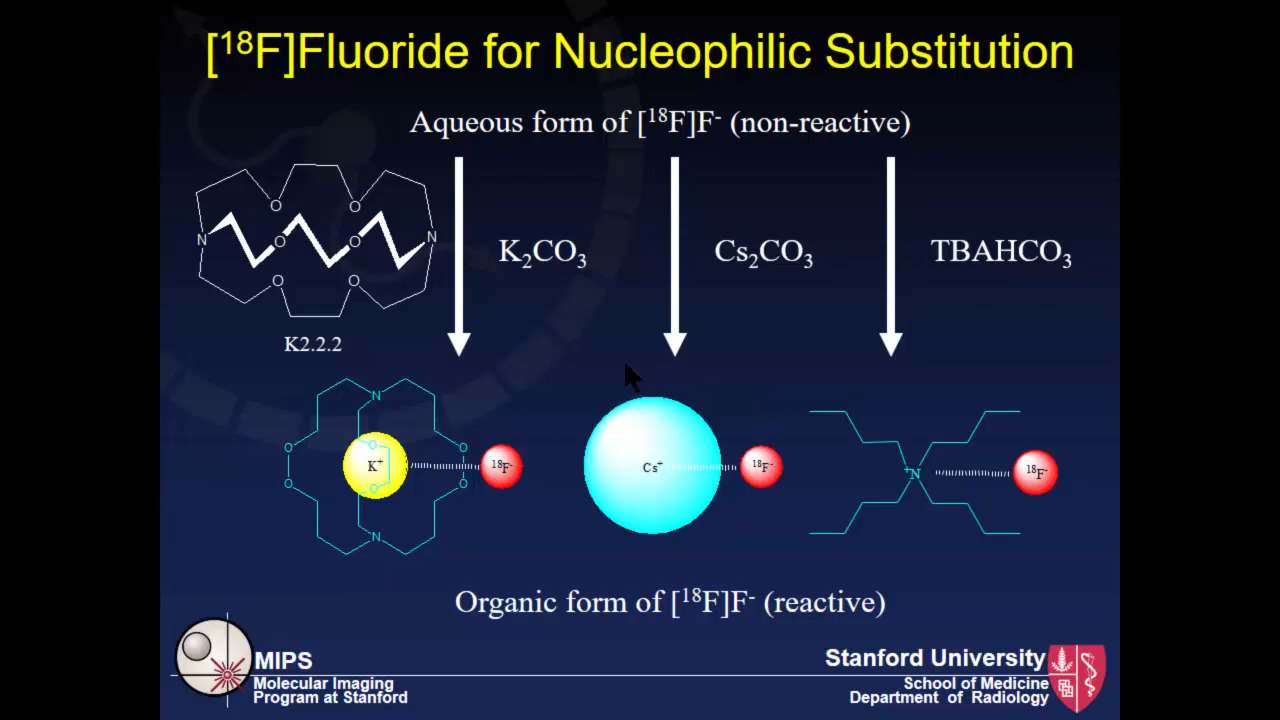 [¹⁸F]Fluoride for Nucleophilic Substitution
Aqueous form of [¹⁸F]F⁻ (non-reactive)
O O
N O O N
O O
K2.2.2
K₂CO₃
Cs₂CO₃
TBAHCO₃
N
O O O
K⁺
O O O
N
¹⁸F⁻
Cs⁺
¹⁸F⁻
⁺N
¹⁸F⁻
Organic form of [¹⁸F]F⁻ (reactive)
MIPS
Molecular Imaging
Program at Stanford
Stanford University
School of Medicine
Department of Radiology